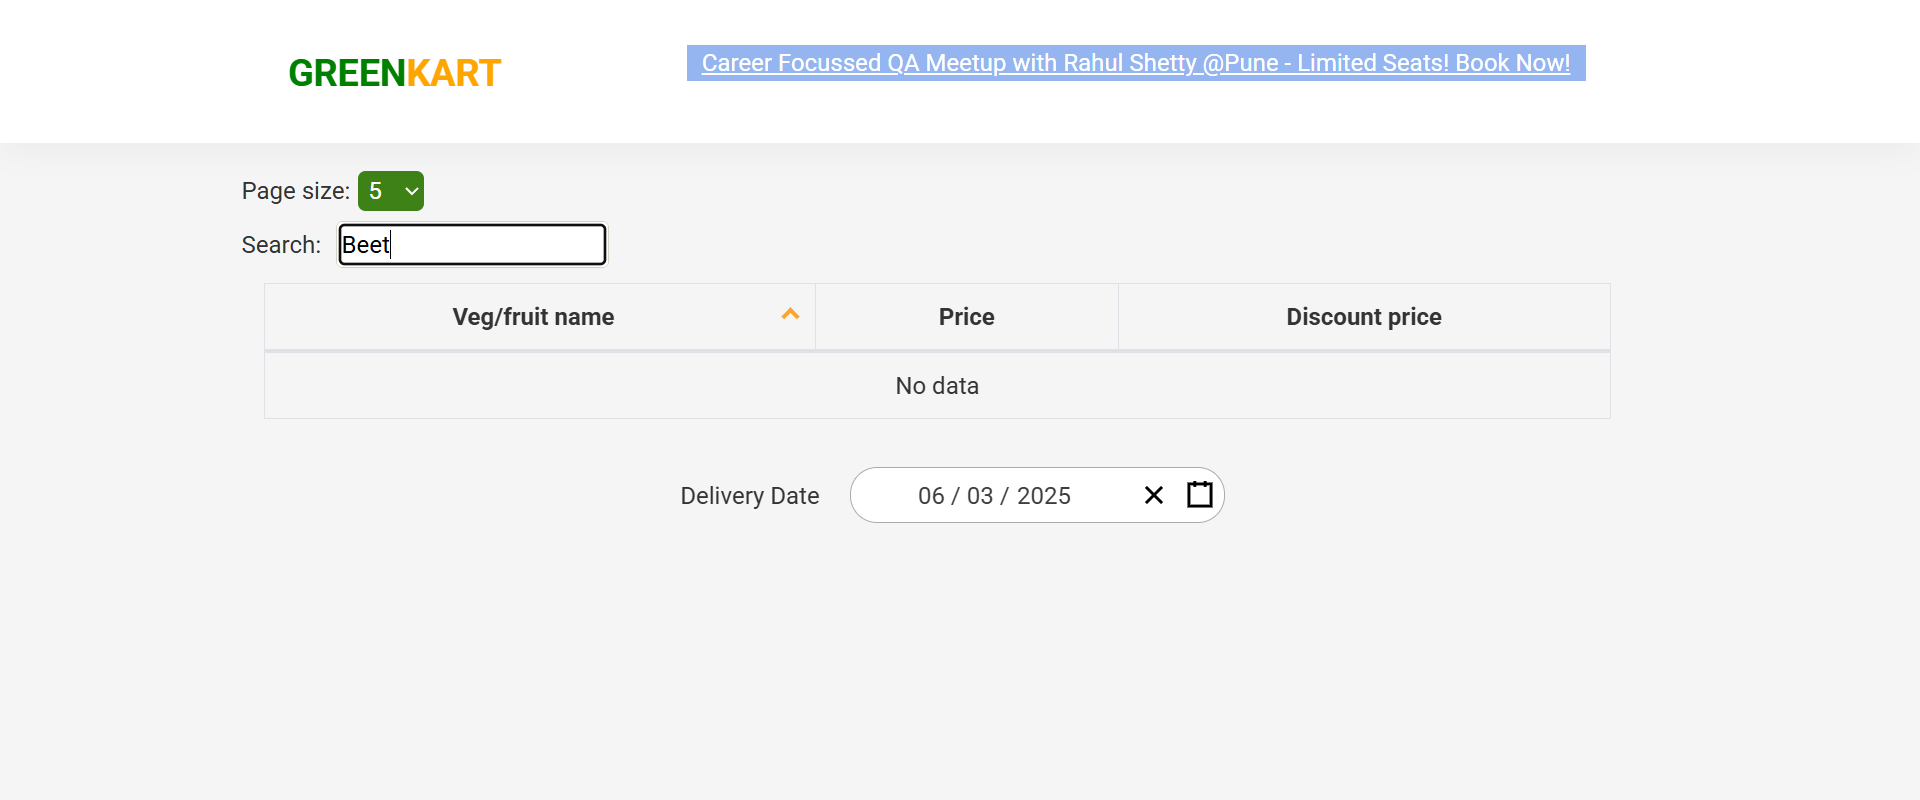 GREENKART
Career Focussed QA Meetup with Rahul Shetty @Pune - Limited Seats! Book Now!
Page size: 5
Search: Beet
Veg/fruit name Price Discount price
No data
Delivery Date 06 / 03 / 2025